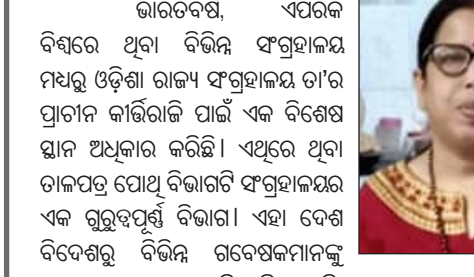 ଭାରତବର୍ଷ, ଏପରିକି
ବିଶ୍ୱରେ ଥିବା ବିଭିନ୍ନ ସଂଗ୍ରହାଳୟ
ମଧ୍ୟରୁ ଓଡ଼ିଶା ରାଜ୍ୟ ସଂଗ୍ରହାଳୟ ତା'ର
ପ୍ରାଚୀନ କୀର୍ତ୍ତିରାଜି ପାଇଁ ଏକ ବିଶେଷ
ସ୍ଥାନ ଅଧିକାର କରିଛି। ଏଥିରେ ଥିବା
ତାଳପତ୍ର ପୋଥି ବିଭାଗଟି ସଂଗ୍ରହାଳୟର
ଏକ ଗୁରୁତ୍ୱପୂର୍ଣ୍ଣ ବିଭାଗ। ଏହା ଦେଶ
ବିଦେଶରୁ ବିଭିନ୍ନ ଗବେଷକମାନଙ୍କୁ